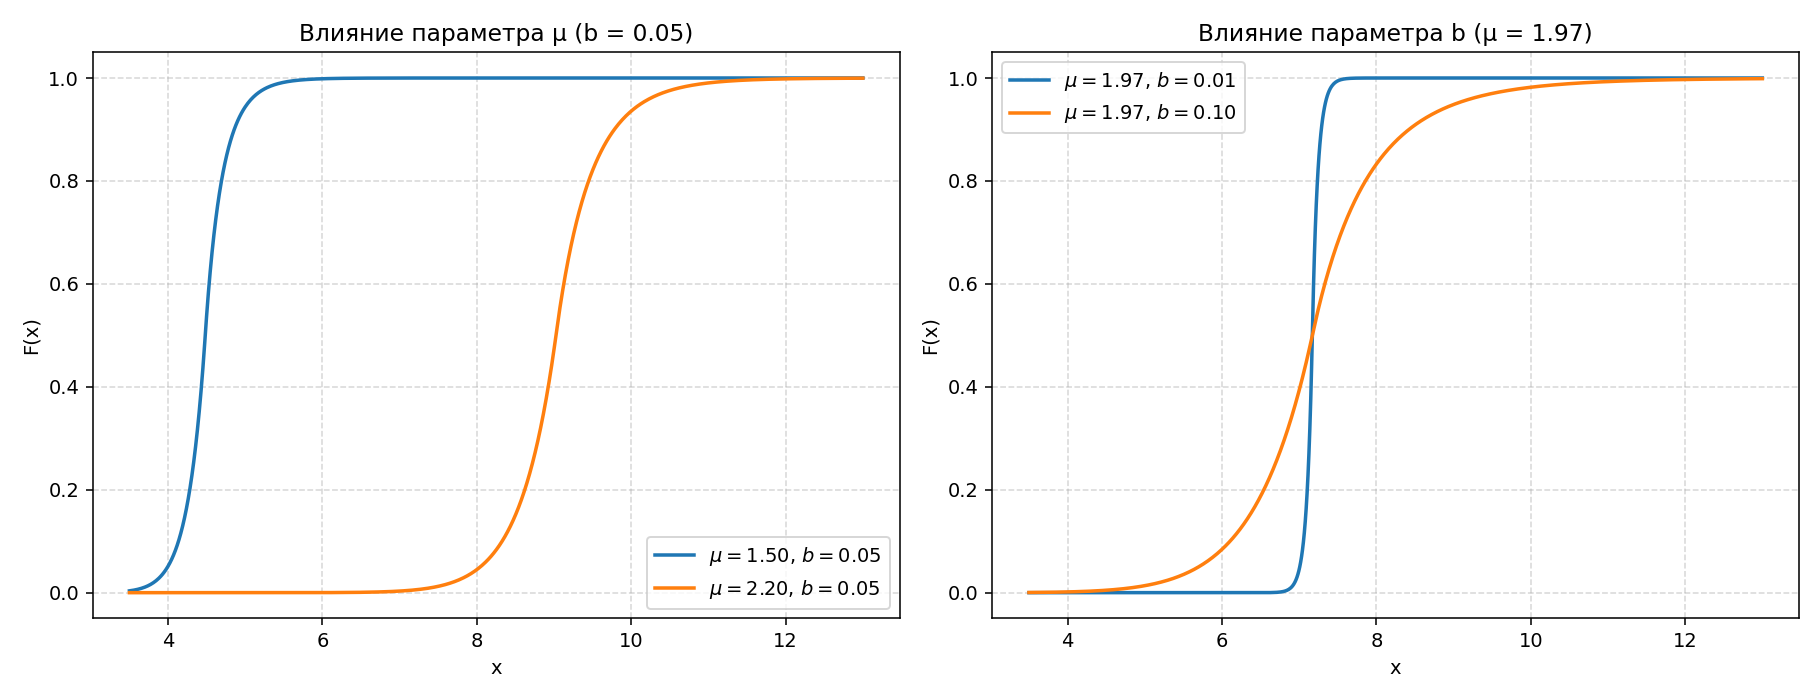 Влияние параметра μ (b = 0.05)
1.0
0.8
0.6
0.4
0.2
0.0
F(x)
4 6 8 10 12
x
μ = 1.50, b = 0.05
μ = 2.20, b = 0.05
Влияние параметра b (μ = 1.97)
μ = 1.97, b = 0.01
μ = 1.97, b = 0.10
1.0
0.8
0.6
0.4
0.2
0.0
F(x)
4 6 8 10 12
x